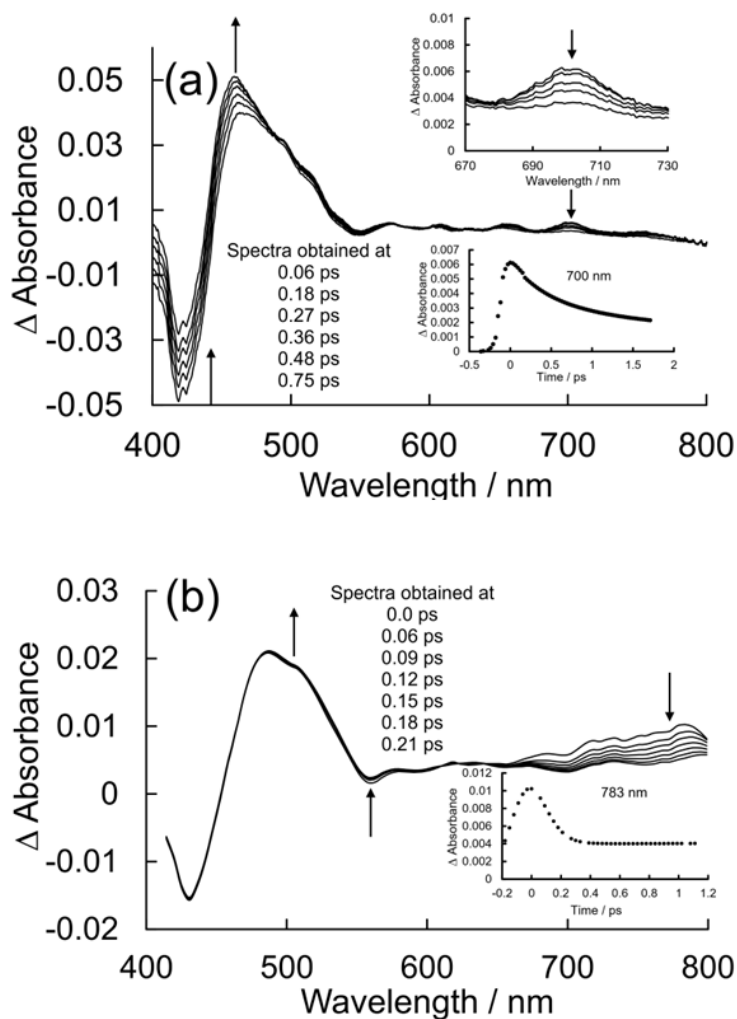 (a)
Δ Absorbance
0.05
0.03
0.01
-0.01
-0.03
-0.05
400
500
600
700
800
Wavelength / nm
Spectra obtained at
0.06 ps
0.18 ps
0.27 ps
0.36 ps
0.48 ps
0.75 ps
Δ Absorbance
0.01
0.008
0.006
0.004
0.002
0
670
690
710
730
Wavelength / nm
Δ Absorbance
0.007
0.006
0.005
0.004
0.003
0.002
0.001
0
700 nm
-0.5
0
0.5
1
1.5
2
Time / ps
(b)
Δ Absorbance
0.03
0.02
0.01
0
-0.01
-0.02
400
500
600
700
800
Wavelength / nm
Spectra obtained at
0.0 ps
0.06 ps
0.09 ps
0.12 ps
0.15 ps
0.18 ps
0.21 ps
Δ Absorbance
0.012
0.01
0.008
0.006
0.004
0.002
0
783 nm
-0.2
0
0.2
0.4
0.6
0.8
1
1.2
Time / ps